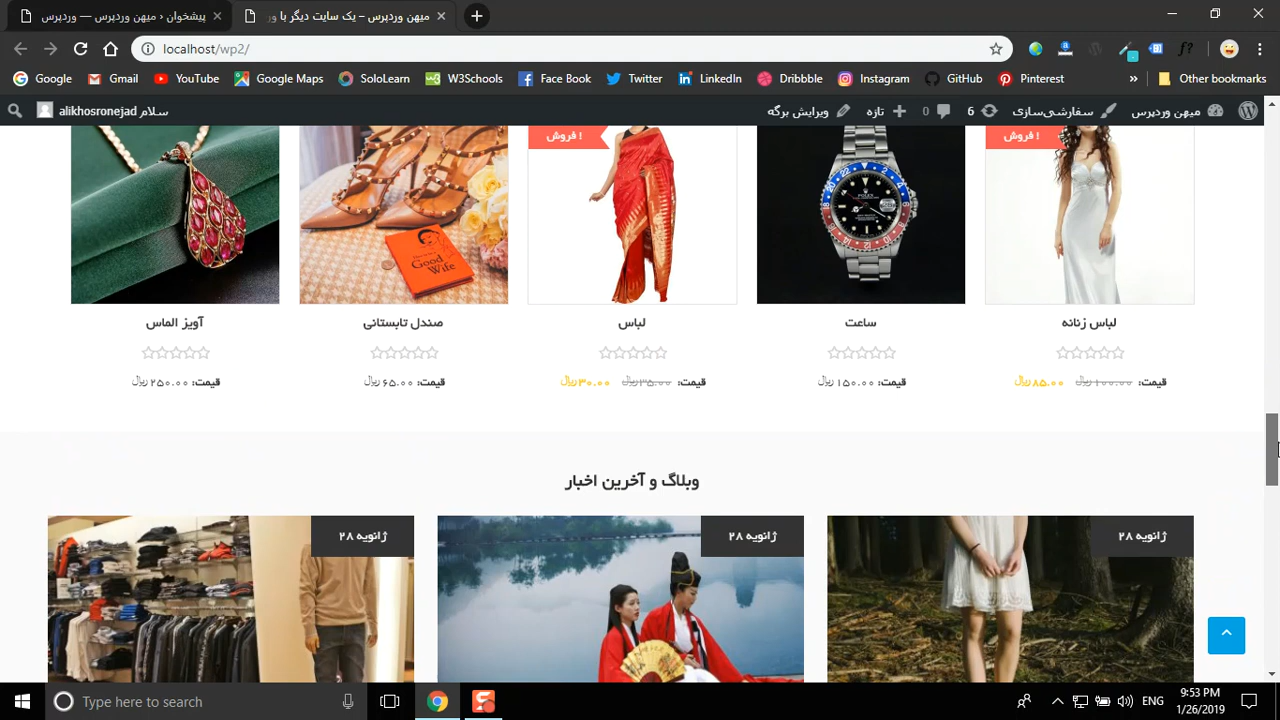 پیشخوان ‹ میهن وردپرس — وردپرس
میهن وردپرس – یک سایت دیگر با ور
localhost/wp2/
Google
Gmail
YouTube
Google Maps
SoloLearn
W3Schools
Face Book
Twitter
LinkedIn
Dribbble
Instagram
GitHub
Pinterest
»
Other bookmarks
میهن وردپرس
سفارشی‌سازی
6
0
تازه
ویرایش برگه
سلام alikhosronejad
فروش !
فروش !
ROLEX
The Good Wife
لباس زنانه
ساعت
لباس
صندل تابستانی
آویز الماس
قیمت: ۱۰۰.۰۰ ریال ۸۵.۰۰ ریال
قیمت: ۱۵۰.۰۰ ریال
قیمت: ۳۵.۰۰ ریال ۳۰.۰۰ ریال
قیمت: ۶۵.۰۰ ریال
قیمت: ۲۵۰.۰۰ ریال
وبلاگ و آخرین اخبار
ژانویه ۲۸
ژانویه ۲۸
ژانویه ۲۸
Type here to search
ENG
9:53 PM
1/26/2019